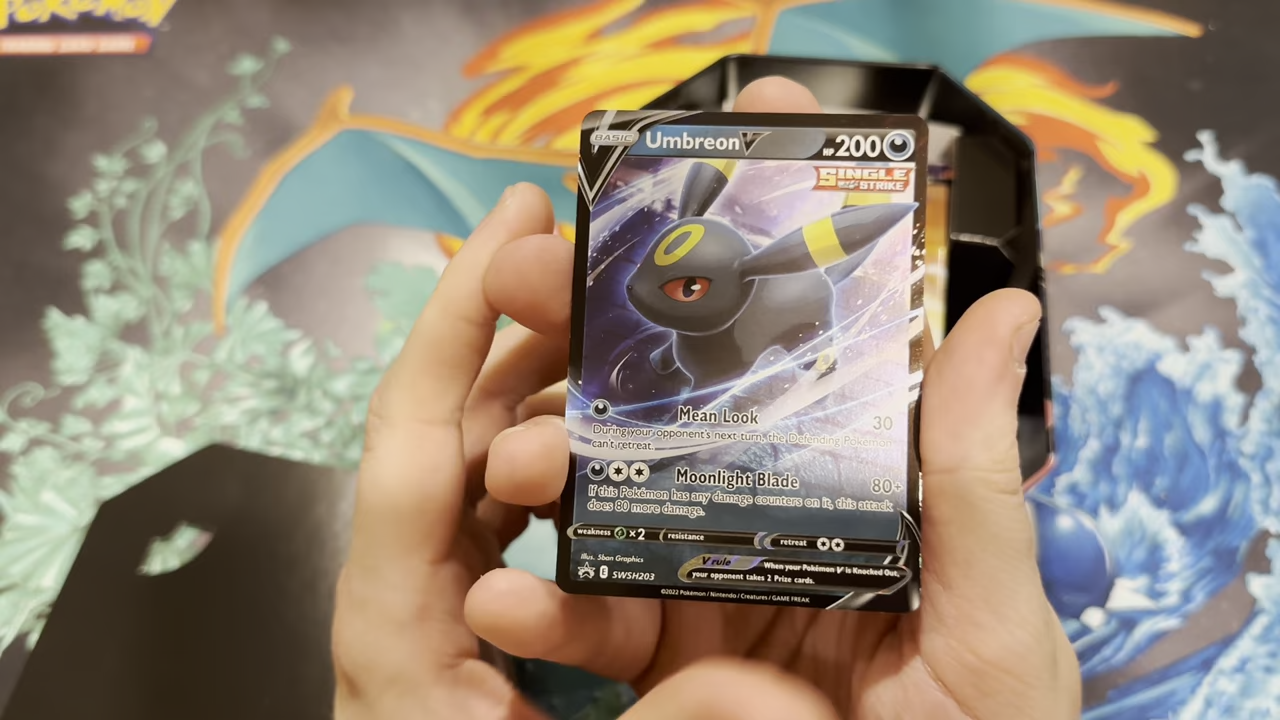 Pokémon
BASIC Umbreon V HP 200
SINGLE STRIKE
Mean Look 30
During your opponent's next turn, the Defending Pokémon
can't retreat.
Moonlight Blade 80+
If this Pokémon has any damage counters on it, this attack
does 80 more damage.
weakness ×2 resistance retreat
Illus. 5ban Graphics
V rule When your Pokémon V is Knocked Out,
your opponent takes 2 Prize cards.
E SWSH203
©2022 Pokémon / Nintendo / Creatures / GAME FREAK